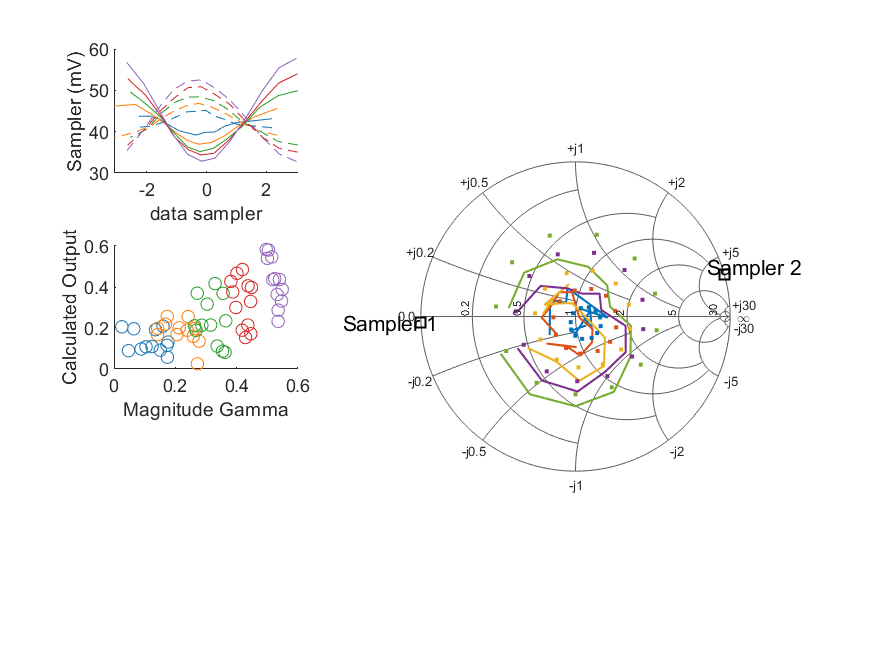 60
50
40
30
Sampler (mV)
-2 0 2
data sampler
0.6
0.4
0.2
0
Calculated Output
0 0.2 0.4 0.6
Magnitude Gamma
+j1
+j0.5
+j2
+j0.2
+j5
Sampler 2
+j30
0.0
0.2
0.5
1
2
5
30
∞
Sampler 1
-j30
-j0.2
-j5
-j0.5
-j2
-j1